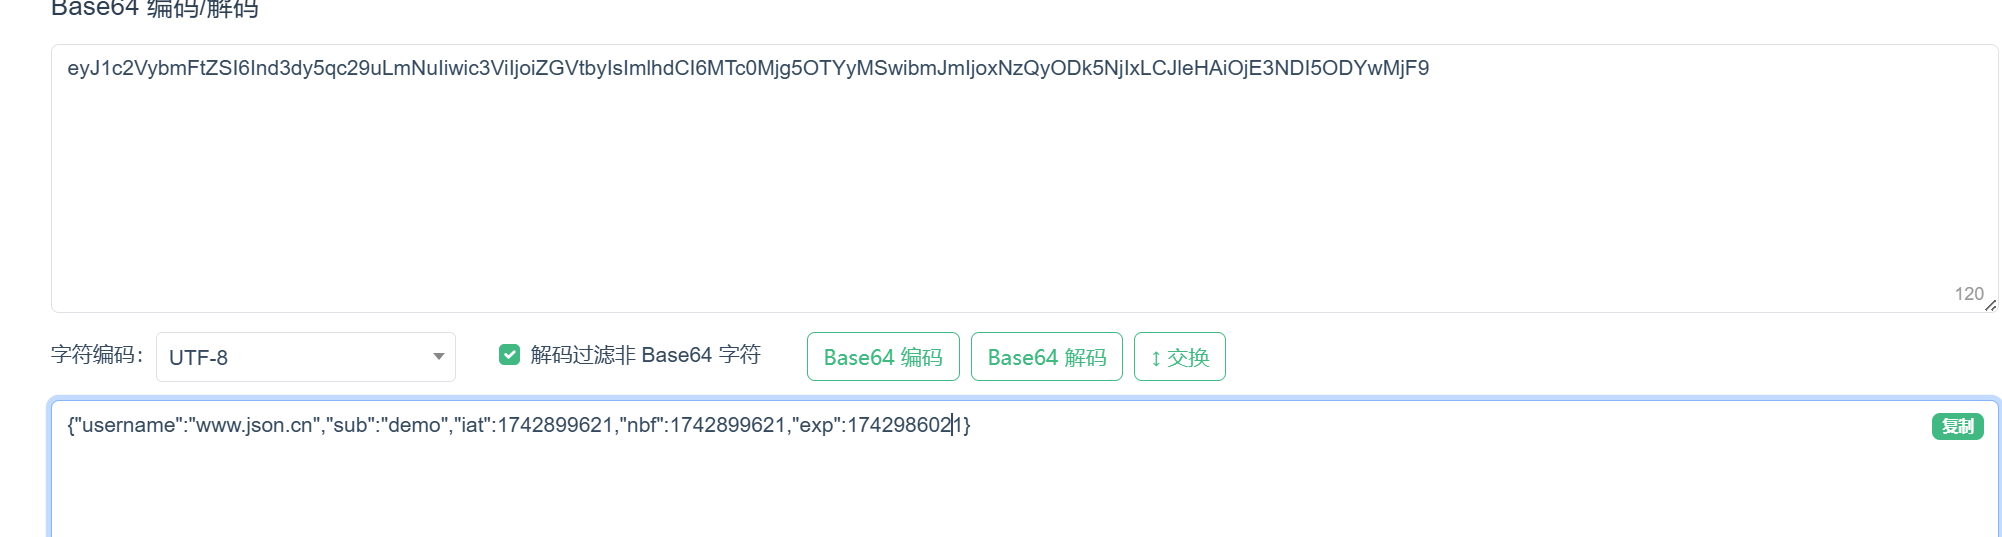 Base64 编码/解码
eyJ1c2VybmFtZSI6Ind3dy5qc29uLmNuIiwic3ViIjoiZGVtbyIsImlhdCI6MTc0Mjg5OTYyMSwibmJmIjoxNzQyODk5NjIxLCJleHAiOjE3NDI5ODYwMjF9
120
字符编码： UTF-8 解码过滤非 Base64 字符 Base64 编码 Base64 解码 ↕ 交换
{"username":"www.json.cn","sub":"demo","iat":1742899621,"nbf":1742899621,"exp":1742986021}
复制